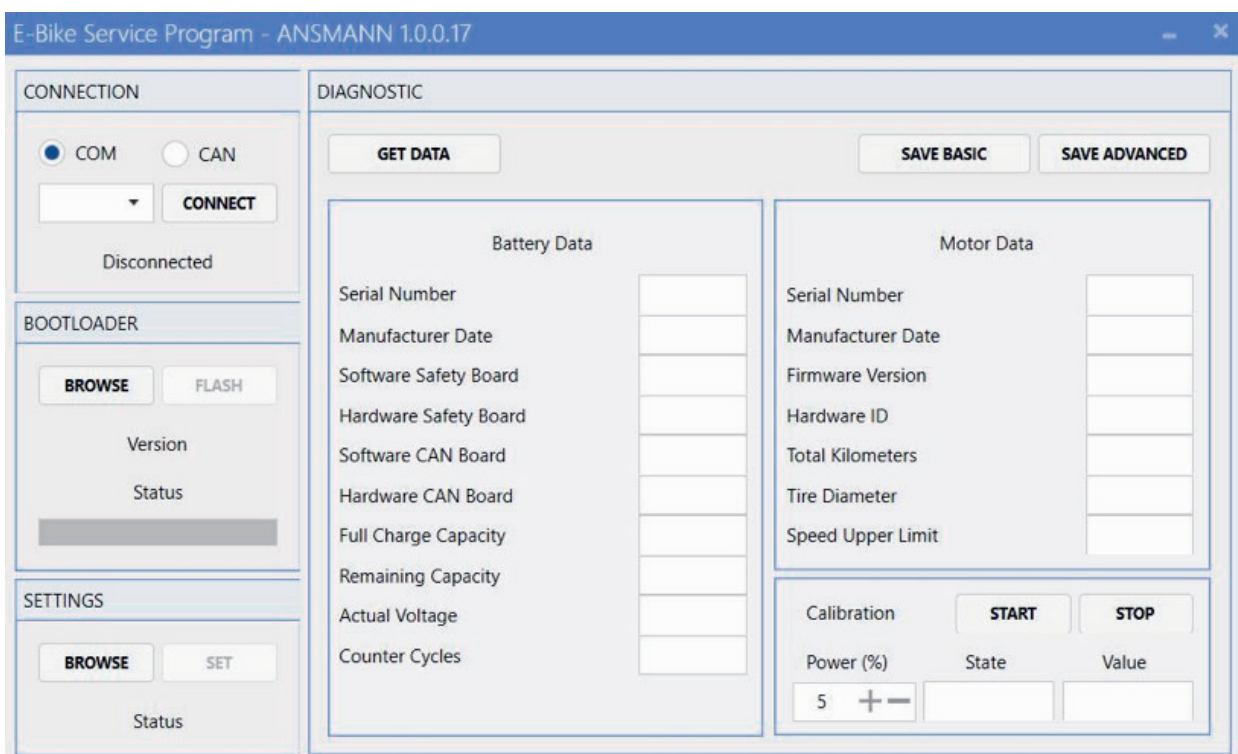 E-Bike Service Program - ANSMANN 1.0.0.17
CONNECTION
COM CAN
CONNECT
Disconnected
BOOTLOADER
BROWSE FLASH
Version
Status
SETTINGS
BROWSE SET
Status
DIAGNOSTIC
GET DATA SAVE BASIC SAVE ADVANCED
Battery Data
Serial Number
Manufacturer Date
Software Safety Board
Hardware Safety Board
Software CAN Board
Hardware CAN Board
Full Charge Capacity
Remaining Capacity
Actual Voltage
Counter Cycles
Motor Data
Serial Number
Manufacturer Date
Firmware Version
Hardware ID
Total Kilometers
Tire Diameter
Speed Upper Limit
Calibration START STOP
Power (%) State Value
5